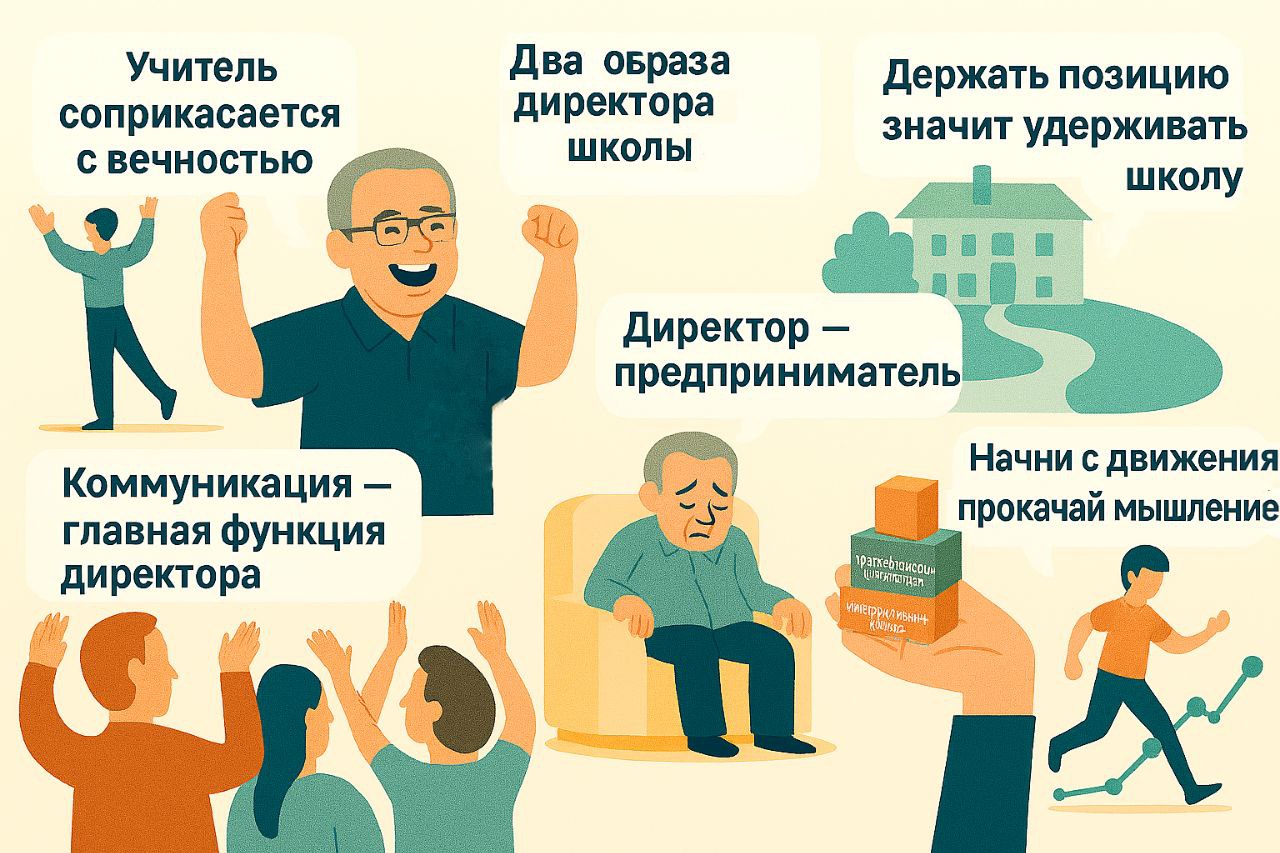 Учитель
соприкасается
с вечностью
Два образа
директора
школы
Держать позицию
значит удерживать
школу
Директор —
предприниматель
Коммуникация —
главная функция
директора
Начни с движения
прокачай мышление